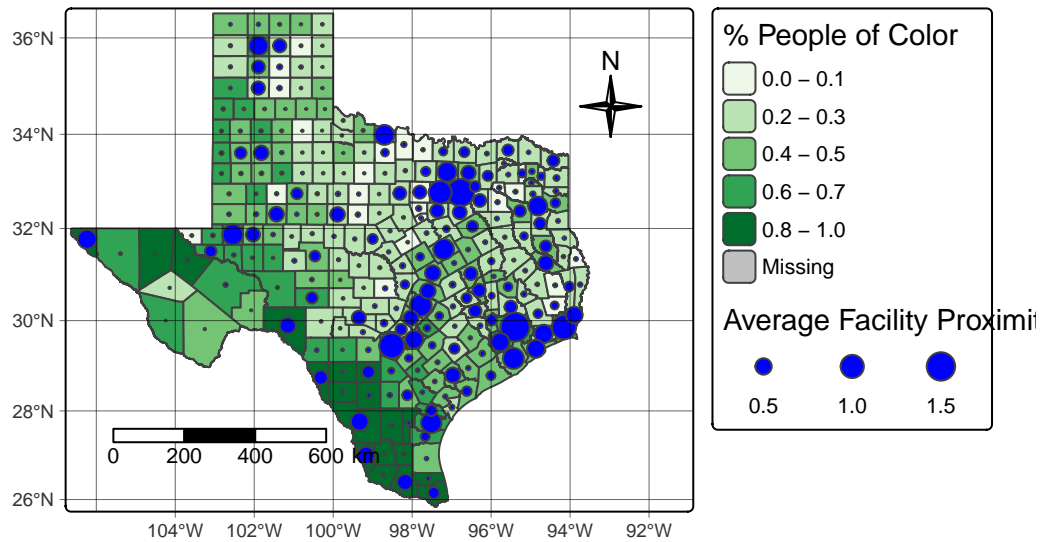 36°N
34°N
32°N
30°N
28°N
26°N
104°W
102°W
100°W
98°W
96°W
94°W
92°W
N
0
200
400
600
km
% People of Color
0.0 – 0.1
0.2 – 0.3
0.4 – 0.5
0.6 – 0.7
0.8 – 1.0
Missing
Average Facility Proximit
0.5
1.0
1.5